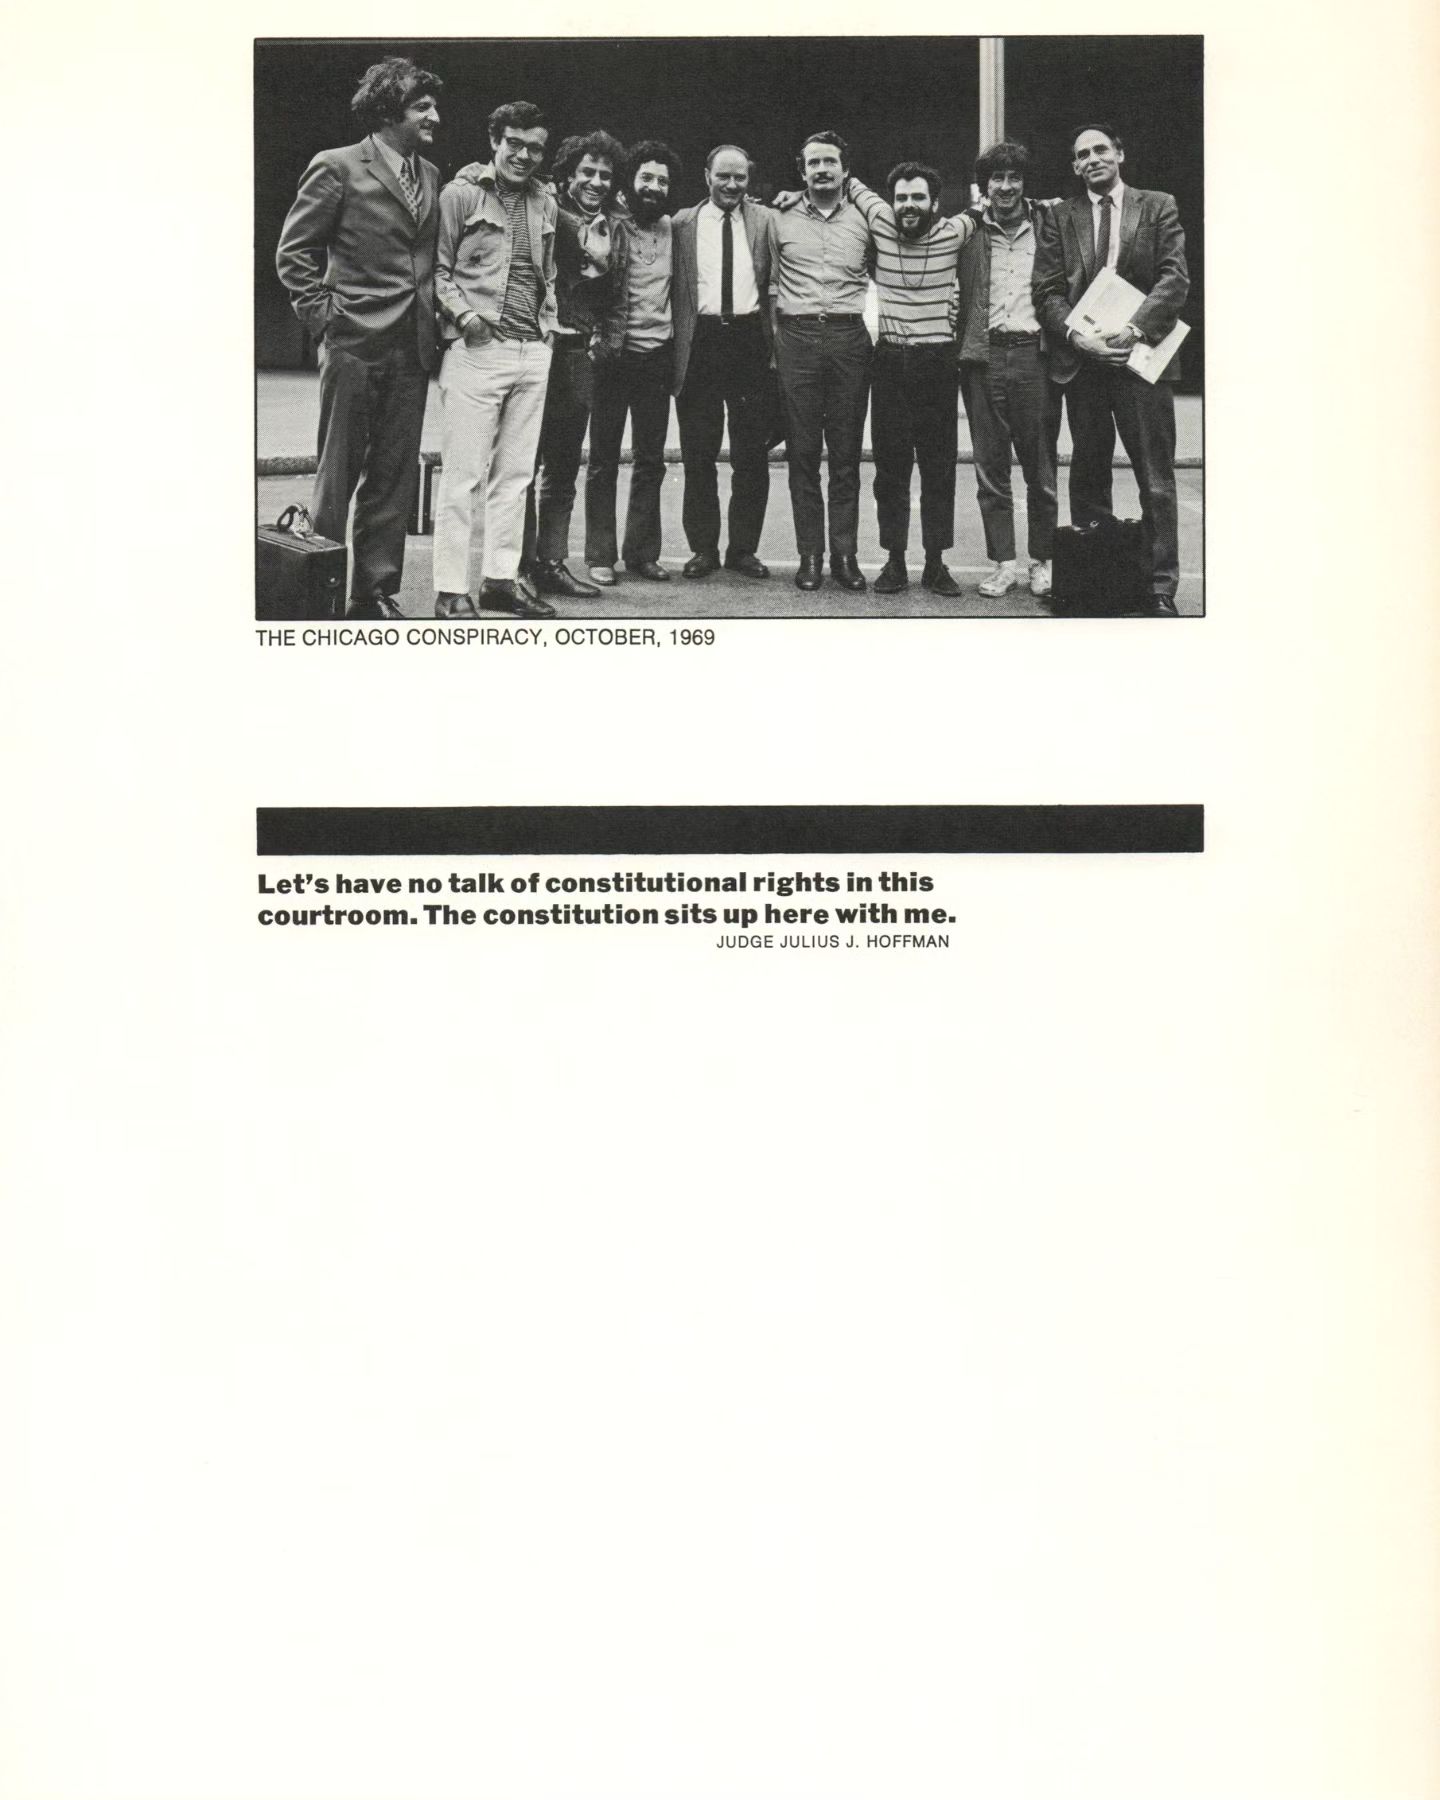 THE CHICAGO CONSPIRACY, OCTOBER, 1969
Let's have no talk of constitutional rights in this
courtroom. The constitution sits up here with me.
JUDGE JULIUS J. HOFFMAN